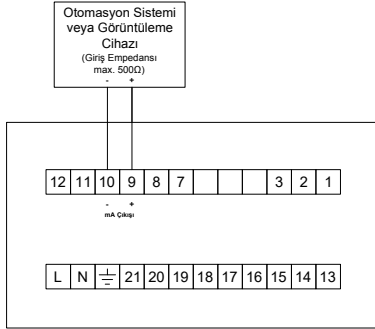 Otomasyon Sistemi
veya Görüntüleme
Cihazı
(Giriş Empedansı
max. 500Ω)
- +
12 11 10 9 8 7 3 2 1
- +
mA Çıkışı
L N 21 20 19 18 17 16 15 14 13